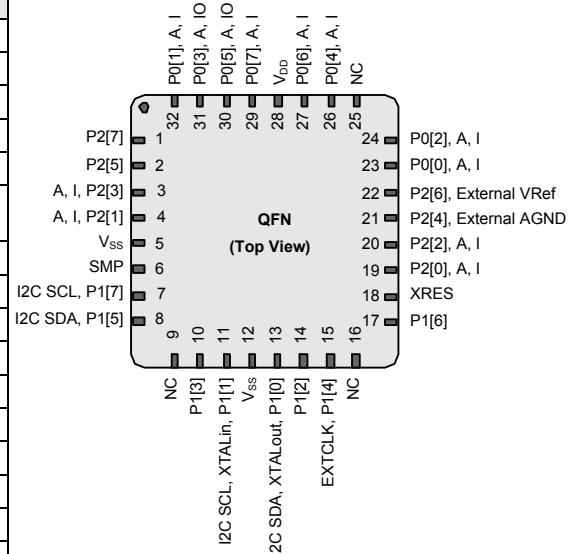 P0[1], A, I
P0[3], A, IO
P0[5], A, IO
P0[7], A, I
VDD
P0[6], A, I
P0[4], A, I
NC
32
31
30
29
28
27
26
25
P2[7] 1
P2[5] 2
A, I, P2[3] 3
A, I, P2[1] 4
VSS 5
SMP 6
I2C SCL, P1[7] 7
I2C SDA, P1[5] 8
QFN
(Top View)
24 P0[2], A, I
23 P0[0], A, I
22 P2[6], External VRef
21 P2[4], External AGND
20 P2[2], A, I
19 P2[0], A, I
18 XRES
17 P1[6]
9
10
11
12
13
14
15
16
NC
P1[3]
I2C SCL, XTALin, P1[1]
VSS
2C SDA, XTALout, P1[0]
P1[2]
EXTCLK, P1[4]
NC